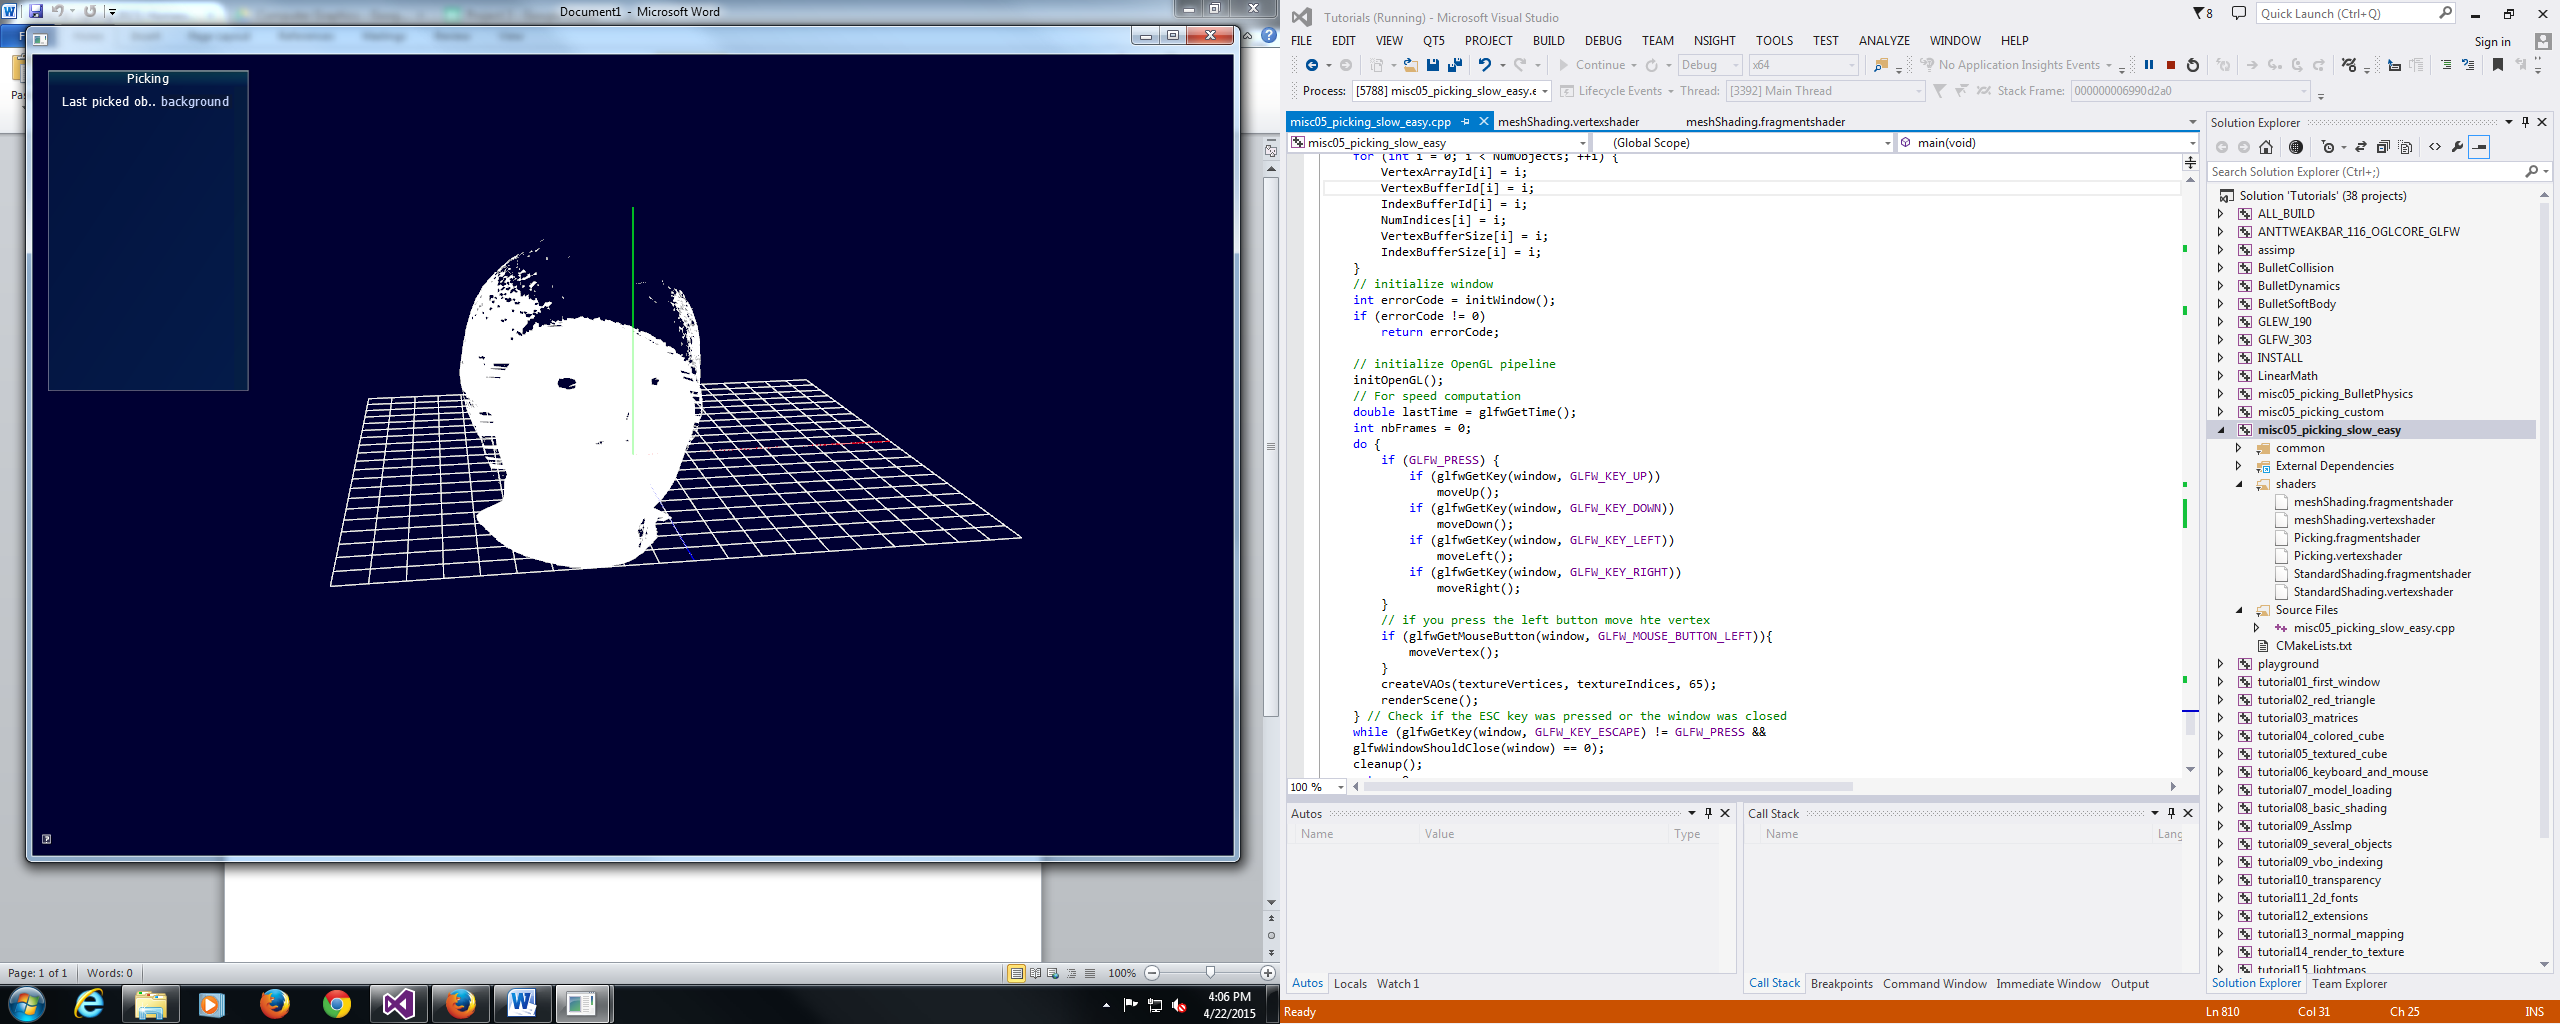 Document1 - Microsoft Word
Picking
Last picked ob.. background
Page: 1 of 1
Words: 0
100%
4:06 PM
4/22/2015
Tutorials (Running) - Microsoft Visual Studio
8
Quick Launch (Ctrl+Q)
FILE EDIT VIEW QT5 PROJECT BUILD DEBUG TEAM NSIGHT TOOLS TEST ANALYZE WINDOW HELP
Sign in
Continue Debug x64 No Application Insights Events
Process: [5788] misc05_picking_slow_easy.e Lifecycle Events Thread: [3392] Main Thread Stack Frame: 000000006990d2a0
misc05_picking_slow_easy.cpp meshShading.vertexshader meshShading.fragmentshader
misc05_picking_slow_easy (Global Scope) main(void)
for (int i = 0; i < NumObjects; ++i) {
VertexArrayId[i] = i;
VertexBufferId[i] = i;
IndexBufferId[i] = i;
NumIndices[i] = i;
VertexBufferSize[i] = i;
IndexBufferSize[i] = i;
}
// initialize window
int errorCode = initWindow();
if (errorCode != 0)
return errorCode;
// initialize OpenGL pipeline
initOpenGL();
// For speed computation
double lastTime = glfwGetTime();
int nbFrames = 0;
do {
if (GLFW_PRESS) {
if (glfwGetKey(window, GLFW_KEY_UP))
moveUp();
if (glfwGetKey(window, GLFW_KEY_DOWN))
moveDown();
if (glfwGetKey(window, GLFW_KEY_LEFT))
moveLeft();
if (glfwGetKey(window, GLFW_KEY_RIGHT))
moveRight();
}
// if you press the left button move hte vertex
if (glfwGetMouseButton(window, GLFW_MOUSE_BUTTON_LEFT)){
moveVertex();
}
createVAOs(textureVertices, textureIndices, 65);
renderScene();
} // Check if the ESC key was pressed or the window was closed
while (glfwGetKey(window, GLFW_KEY_ESCAPE) != GLFW_PRESS &&
glfwWindowShouldClose(window) == 0);
cleanup();
100 %
Autos
Name Value Type
Autos Locals Watch 1
Call Stack
Name Lang
Call Stack Breakpoints Command Window Immediate Window Output
Solution Explorer
Search Solution Explorer (Ctrl+;)
Solution 'Tutorials' (38 projects)
ALL_BUILD
ANTTWEAKBAR_116_OGLCORE_GLFW
assimp
BulletCollision
BulletDynamics
BulletSoftBody
GLEW_190
GLFW_303
INSTALL
LinearMath
misc05_picking_BulletPhysics
misc05_picking_custom
misc05_picking_slow_easy
common
External Dependencies
shaders
meshShading.fragmentshader
meshShading.vertexshader
Picking.fragmentshader
Picking.vertexshader
StandardShading.fragmentshader
StandardShading.vertexshader
Source Files
misc05_picking_slow_easy.cpp
CMakeLists.txt
playground
tutorial01_first_window
tutorial02_red_triangle
tutorial03_matrices
tutorial04_colored_cube
tutorial05_textured_cube
tutorial06_keyboard_and_mouse
tutorial07_model_loading
tutorial08_basic_shading
tutorial09_AssImp
tutorial09_several_objects
tutorial09_vbo_indexing
tutorial10_transparency
tutorial11_2d_fonts
tutorial12_extensions
tutorial13_normal_mapping
tutorial14_render_to_texture
tutorial15_lightmaps
Solution Explorer Team Explorer
Ready Ln 810 Col 31 Ch 25 INS